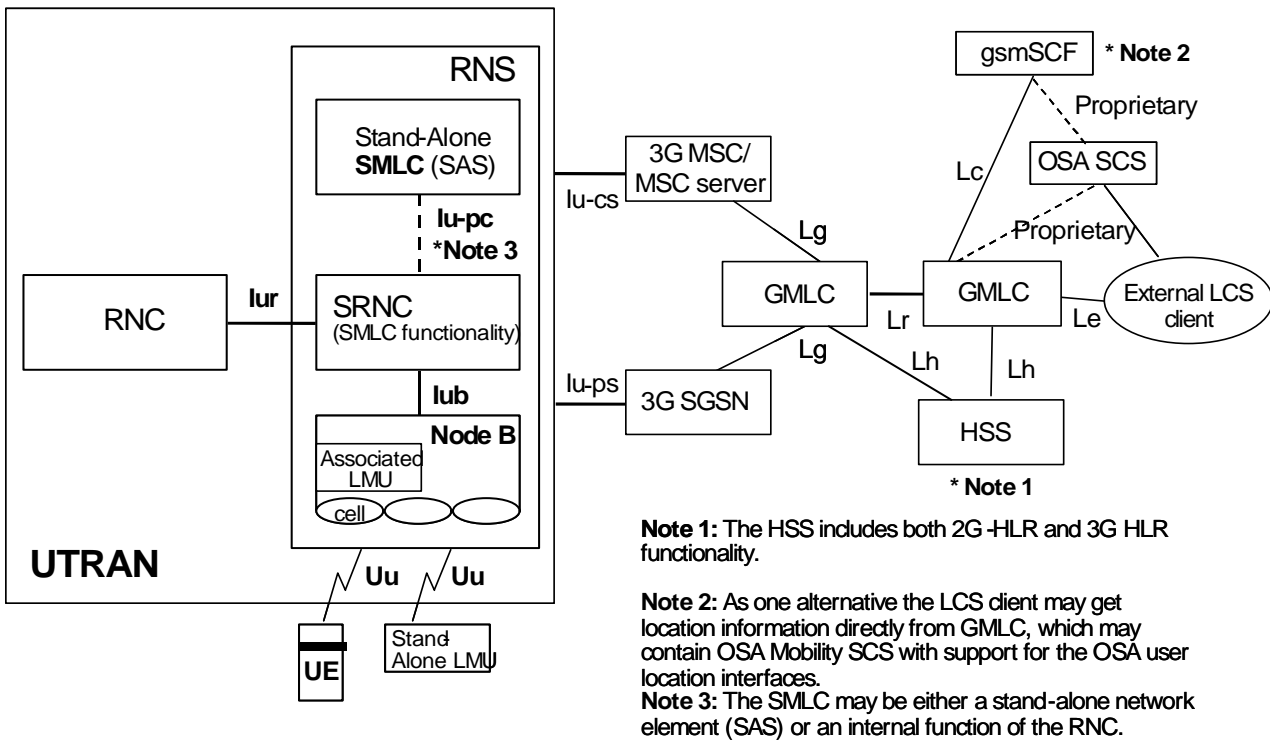 RNS
gsmSCF
* Note 2
Proprietary
Stand-Alone
SMLC (SAS)
3G MSC/
MSC server
OSA SCS
Lc
Iu-cs
Iu-pc
*Note 3
Lg
Proprietary
RNC
Iur
SRNC
(SMLC functionality)
GMLC
Lr
GMLC
Le
External LCS
client
Lg
Lh
Lh
Iu-ps
3G SGSN
HSS
* Note 1
Iub
Node B
Associated
LMU
cell
UTRAN
Uu
Uu
UE
Stand-
Alone LMU
Note 1: The HSS includes both 2G -HLR and 3G HLR
functionality.
Note 2: As one alternative the LCS client may get
location information directly from GMLC, which may
contain OSA Mobility SCS with support for the OSA user
location interfaces.
Note 3: The SMLC may be either a stand-alone network
element (SAS) or an internal function of the RNC.